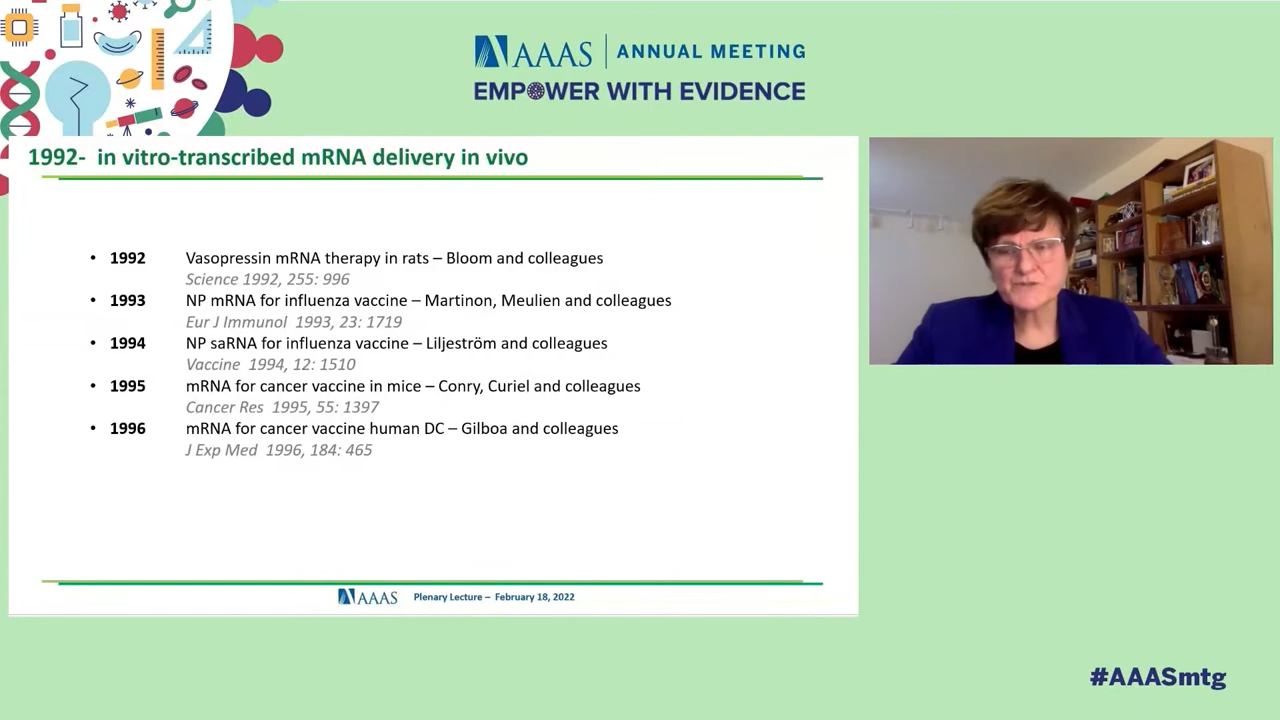 AAAS | ANNUAL MEETING
EMPOWER WITH EVIDENCE
1992- in vitro-transcribed mRNA delivery in vivo
• 1992 Vasopressin mRNA therapy in rats – Bloom and colleagues
Science 1992, 255: 996
• 1993 NP mRNA for influenza vaccine – Martinon, Meulien and colleagues
Eur J Immunol 1993, 23: 1719
• 1994 NP saRNA for influenza vaccine – Liljeström and colleagues
Vaccine 1994, 12: 1510
• 1995 mRNA for cancer vaccine in mice – Conry, Curiel and colleagues
Cancer Res 1995, 55: 1397
• 1996 mRNA for cancer vaccine human DC – Gilboa and colleagues
J Exp Med 1996, 184: 465
AAAS Plenary Lecture – February 18, 2022
#AAASmtg